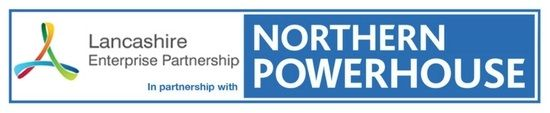 Lancashire
Enterprise Partnership
In partnership with
NORTHERN
POWERHOUSE